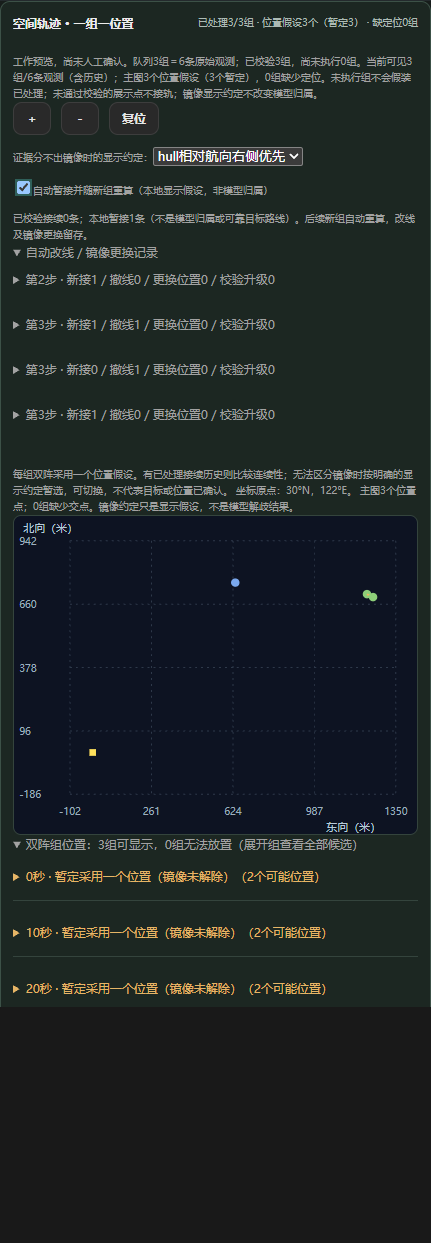 空间轨迹·一组一位置
已处理3/3组 · 位置假设3个（暂定3） · 缺定位0组
工作预览，尚未人工确认。队列3组 = 6条原始观测；已校验3组，尚未执行0组。当前可见3
组/6条观测（含历史）；主图3个位置假设（3个暂定），0组缺少定位。未执行组不会假装
已处理；未通过校验的展示点不接轨；镜像显示约定不改变模型归属。
+
-
复位
证据分不出镜像时的显示约定：
hull相对航向右侧优先
自动暂接并随新组重算（本地显示假设，非模型归属）
已校验接续0条；本地暂接1条（不是模型归属或可靠目标路线）。后续新组自动重算，改线
及镜像更换留存。
▼ 自动改线 / 镜像更换记录
▶ 第2步 · 新接1 / 撤线0 / 更换位置0 / 校验升级0
▶ 第3步 · 新接1 / 撤线0 / 更换位置0 / 校验升级0
▶ 第3步 · 新接0 / 撤线1 / 更换位置0 / 校验升级0
▶ 第3步 · 新接1 / 撤线0 / 更换位置0 / 校验升级0
每组双阵采用一个位置假设。有已处理接续历史则比较连续性；无法区分镜像时按明确的显
示约定暂选，可切换，不代表目标或位置已确认。 坐标原点：30°N，122°E。 主图3个位置
点；0组缺少交点。镜像约定只是显示假设，不是模型解歧结果。
北向（米）
942
660
378
96
-186
-102
261
624
987
1350
东向（米）
▼ 双阵组位置：3组可显示，0组无法放置（展开组查看全部候选）
▶ 0秒 · 暂定采用一个位置（镜像未解除）（2个可能位置）
▶ 10秒 · 暂定采用一个位置（镜像未解除）（2个可能位置）
▶ 20秒 · 暂定采用一个位置（镜像未解除）（2个可能位置）